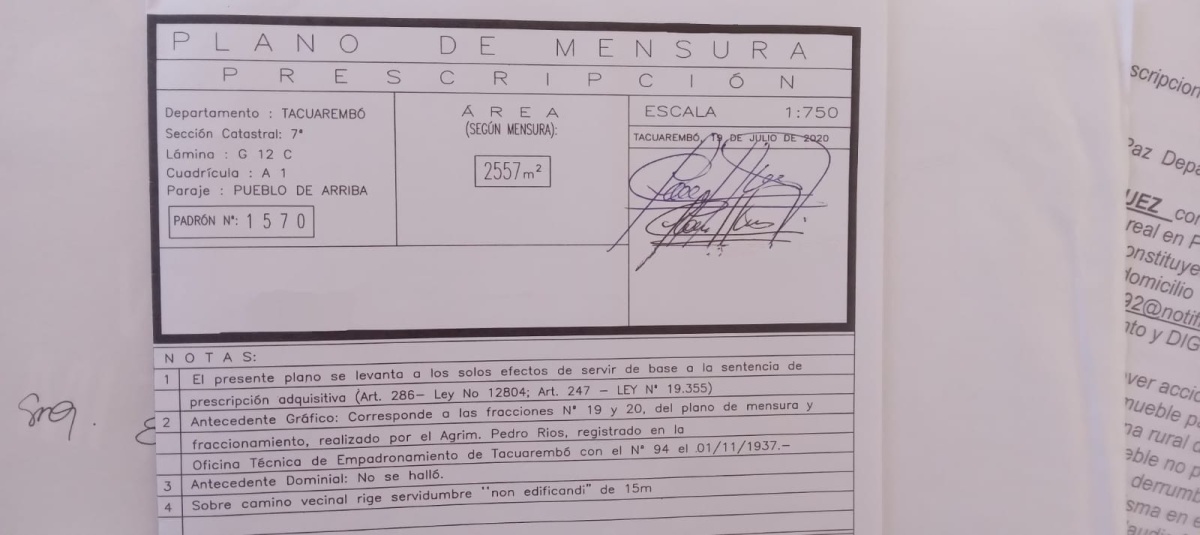 PLANO DE MENSURA
PRESCRIPCIÓN
Departamento : TACUAREMBÓ
Sección Catastral: 7ª
Lámina : G 12 C
Cuadrícula : A 1
Paraje : PUEBLO DE ARRIBA
PADRÓN Nº: 1570
ÁREA
(SEGÚN MENSURA):
2557m²
ESCALA 1:750
TACUAREMBÓ, 19 DE JULIO DE 2020
NOTAS:
1 El presente plano se levanta a los solos efectos de servir de base a la sentencia de
prescripción adquisitiva (Art. 286– Ley No 12804; Art. 247 – LEY Nº 19.355)
2 Antecedente Gráfico: Corresponde a las fracciones Nº 19 y 20, del plano de mensura y
fraccionamiento, realizado por el Agrim. Pedro Rios, registrado en la
Oficina Técnica de Empadronamiento de Tacuarembó con el Nº 94 el 01/11/1937.–
3 Antecedente Dominial: No se halló.
4 Sobre camino vecinal rige servidumbre "non edificandi" de 15m
scripcion
Paz Depa
UEZ con
real en P
onstituye
domicilio
92@notif
nto y DIG
ver acció
mueble pa
na rural d
eble no p
derrumb
sma en e